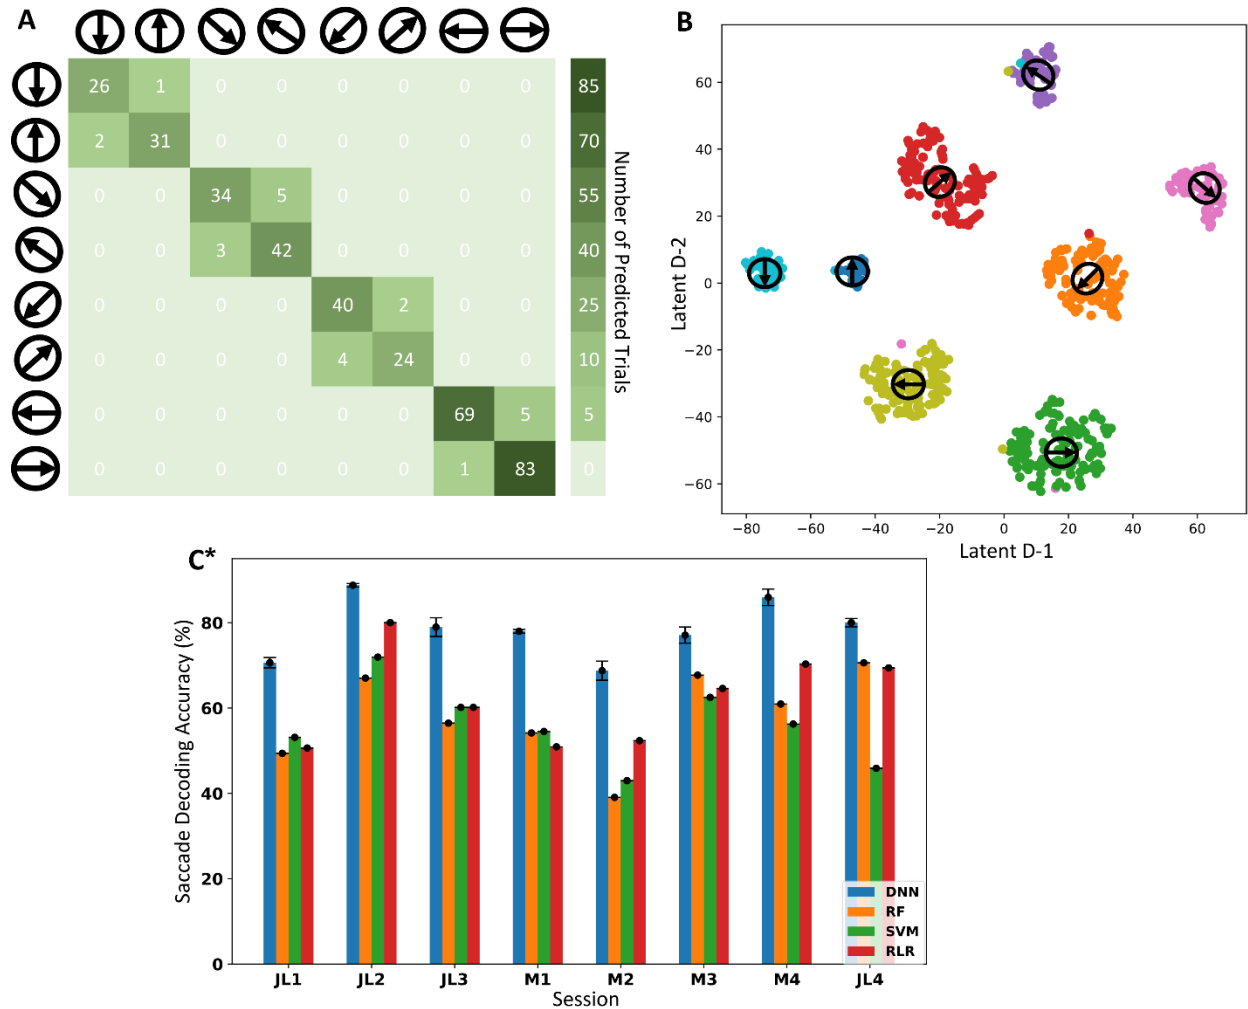 A
26 1 0 0 0 0 0 0
2 31 0 0 0 0 0 0
0 0 34 5 0 0 0 0
0 0 3 42 0 0 0 0
0 0 0 0 40 2 0 0
0 0 0 0 4 24 0 0
0 0 0 0 0 0 69 5
0 0 0 0 0 0 1 83
85
70
55
40
25
10
5
0
Number of Predicted Trials
B
60
40
20
0
−20
−40
−60
Latent D-2
−80 −60 −40 −20 0 20 40 60
Latent D-1
C*
80
60
40
20
0
Saccade Decoding Accuracy (%)
DNN
RF
SVM
RLR
JL1 JL2 JL3 M1 M2 M3 M4 JL4
Session